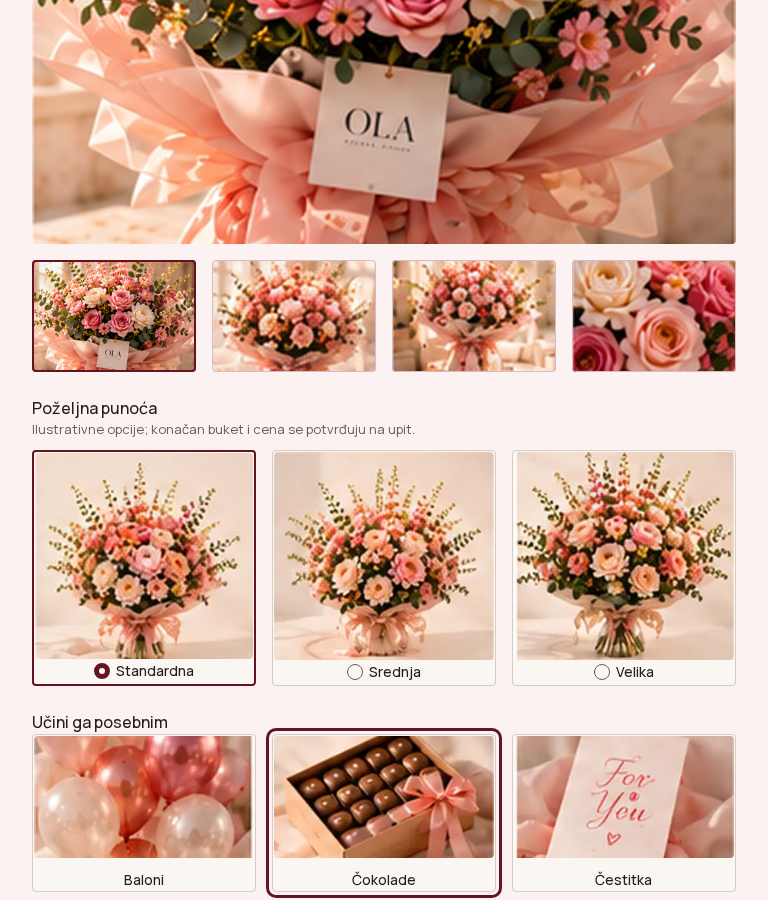 OLA
OLA
Poželjna punoća
Ilustrativne opcije; konačan buket i cena se potvrđuju na upit.
Standardna
Srednja
Velika
Učini ga posebnim
For
You
Baloni
Čokolade
Čestitka